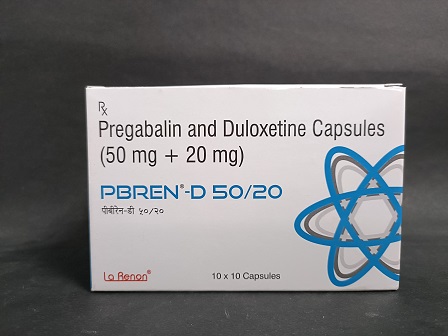 Rx
Pregabalin and Duloxetine Capsules
(50 mg + 20 mg)
PBREN®-D 50/20
पीबीरेन-डी ५०/२०
La Renon®
10 x 10 Capsules